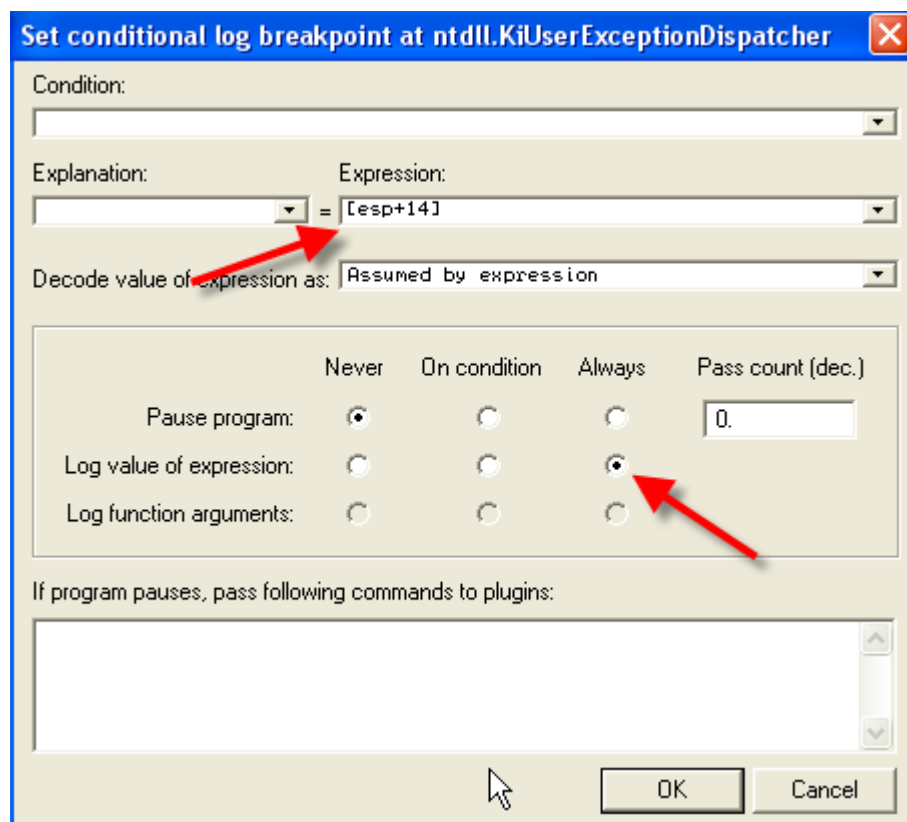 Set conditional log breakpoint at ntdll.KiUserExceptionDispatcher
Condition:
Explanation: Expression:
= [esp+14]
Decode value of expression as: Assumed by expression
Never On condition Always Pass count (dec.)
Pause program: 0.
Log value of expression:
Log function arguments:
If program pauses, pass following commands to plugins:
OK Cancel